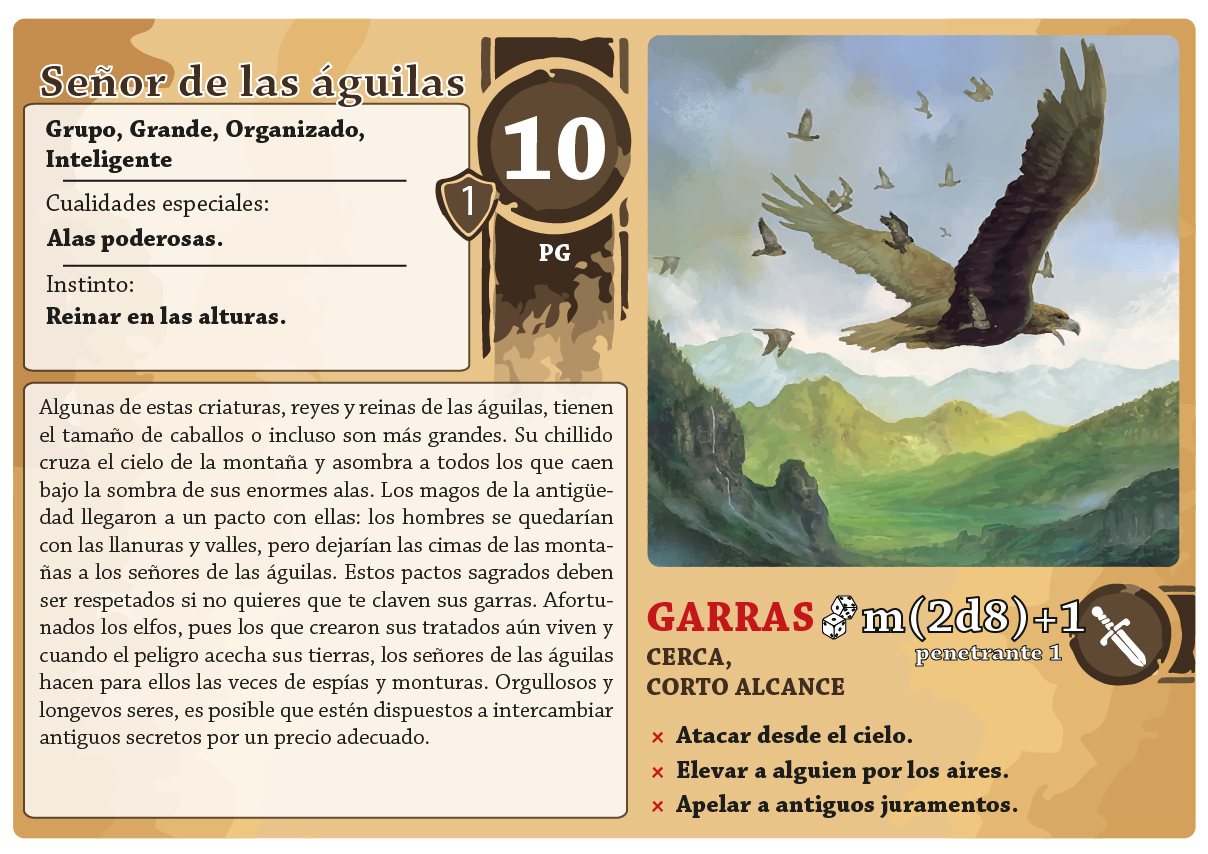 Señor de las águilas
Grupo, Grande, Organizado,
Inteligente
Cualidades especiales:
Alas poderosas.
Instinto:
Reinar en las alturas.
1
10
PG
Algunas de estas criaturas, reyes y reinas de las águilas, tienen
el tamaño de caballos o incluso son más grandes. Su chillido
cruza el cielo de la montaña y asombra a todos los que caen
bajo la sombra de sus enormes alas. Los magos de la antigüe-
dad llegaron a un pacto con ellas: los hombres se quedarían
con las llanuras y valles, pero dejarían las cimas de las monta-
ñas a los señores de las águilas. Estos pactos sagrados deben
ser respetados si no quieres que te claven sus garras. Afortu-
nados los elfos, pues los que crearon sus tratados aún viven y
cuando el peligro acecha sus tierras, los señores de las águilas
hacen para ellos las veces de espías y monturas. Orgullosos y
longevos seres, es posible que estén dispuestos a intercambiar
antiguos secretos por un precio adecuado.
GARRAS m(2d8)+1
penetrante 1
CERCA,
CORTO ALCANCE
× Atacar desde el cielo.
× Elevar a alguien por los aires.
× Apelar a antiguos juramentos.